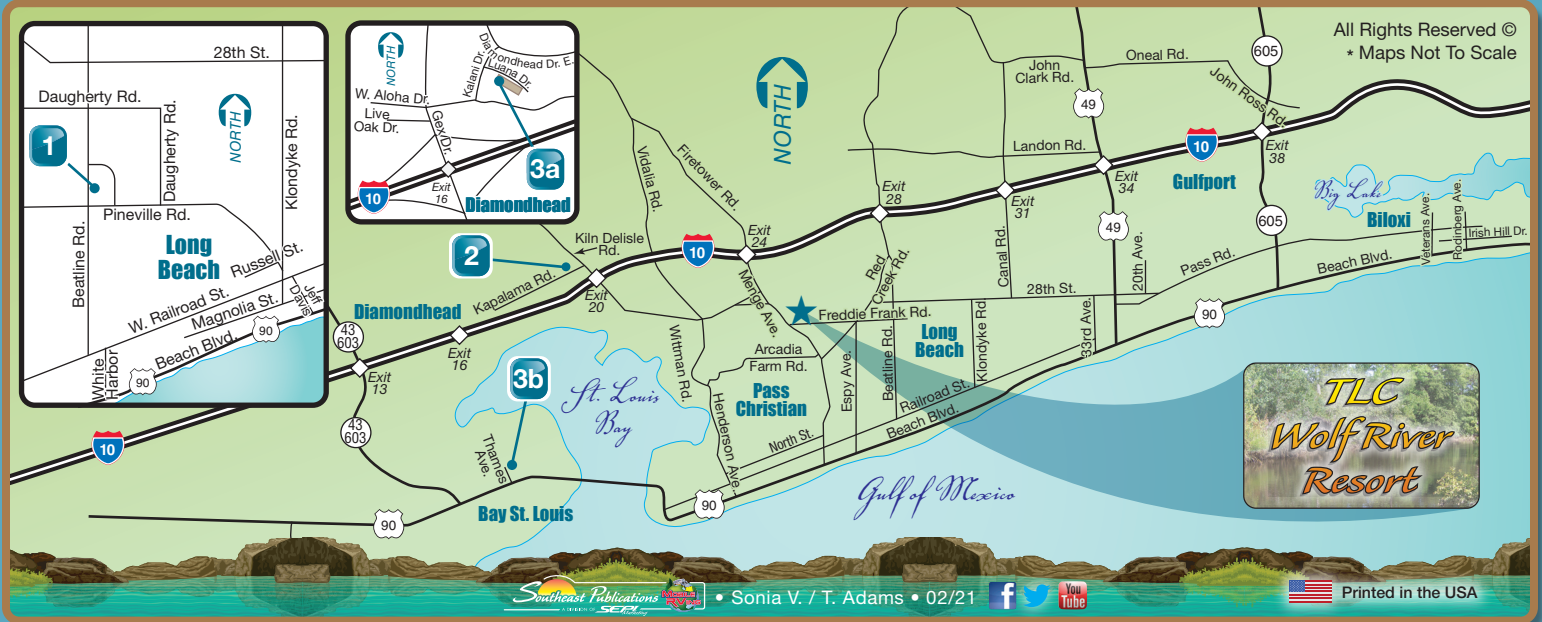 28th St.
Daugherty Rd.
Daugherty Rd.
Klondyke Rd.
NORTH
1
Pineville Rd.
Beatline Rd.
Long
Beach
Russell St.
W. Railroad St.
Magnolia St.
Jeff
Davis
Beach Blvd.
90
90
White
Harbor
NORTH
Diamondhead Dr. E.
Kalani Dr.
Luana Dr.
W. Aloha Dr.
Live
Oak Dr.
Gex Dr.
3a
10
Exit
16
Diamondhead
All Rights Reserved ©
* Maps Not To Scale
NORTH
605
Oneal Rd.
John
Clark Rd.
John Ross Rd.
49
Landon Rd.
10
Exit
38
Exit
34
Gulfport
Big Lake
Biloxi
Veterans Ave.
Rodinberg Ave.
Irish Hill Dr.
Vidalia Rd.
Firetower Rd.
Exit
28
Exit
31
49
605
Kiln Delisle
Rd.
2
10
Exit
24
Red
Creek Rd.
Canal Rd.
20th Ave.
Pass Rd.
Beach Blvd.
Kapalama Rd.
Exit
20
Menge Ave.
28th St.
90
Diamondhead
43
603
Exit
16
Freddie Frank Rd.
Long
Beach
Klondyke Rd.
33rd Ave.
Wittman Rd.
Arcadia
Farm Rd.
Espy Ave.
Beatline Rd.
Exit
13
3b
St. Louis
Bay
Pass
Christian
Railroad St.
Beach Blvd.
TLC
Wolf River
Resort
43
603
10
Thames
Ave.
Henderson Ave.
North St.
90
Gulf of Mexico
Bay St. Louis
90
Southeast Publications
A DIVISION OF SEPI Marketing
• Sonia V. / T. Adams • 02/21
f
You
Tube
Printed in the USA